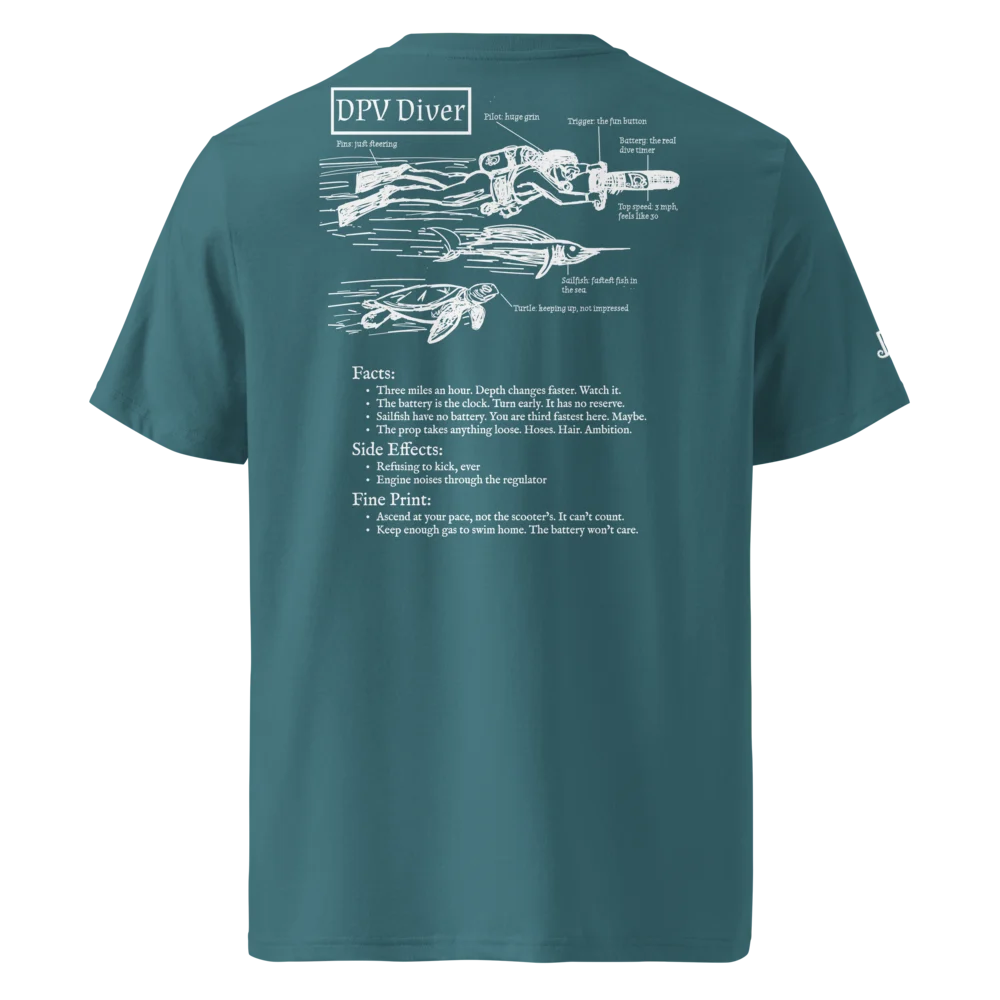 DPV Diver
Pilot: huge grin
Trigger: the fun button
Fins: just steering
Battery: the real
dive timer
Top speed: 3 mph,
feels like 30
Sailfish: fastest fish in
the sea
Turtle: keeping up, not impressed
Facts:
• Three miles an hour. Depth changes faster. Watch it.
• The battery is the clock. Turn early. It has no reserve.
• Sailfish have no battery. You are third fastest here. Maybe.
• The prop takes anything loose. Hoses. Hair. Ambition.
Side Effects:
• Refusing to kick, ever
• Engine noises through the regulator
Fine Print:
• Ascend at your pace, not the scooter's. It can't count.
• Keep enough gas to swim home. The battery won't care.